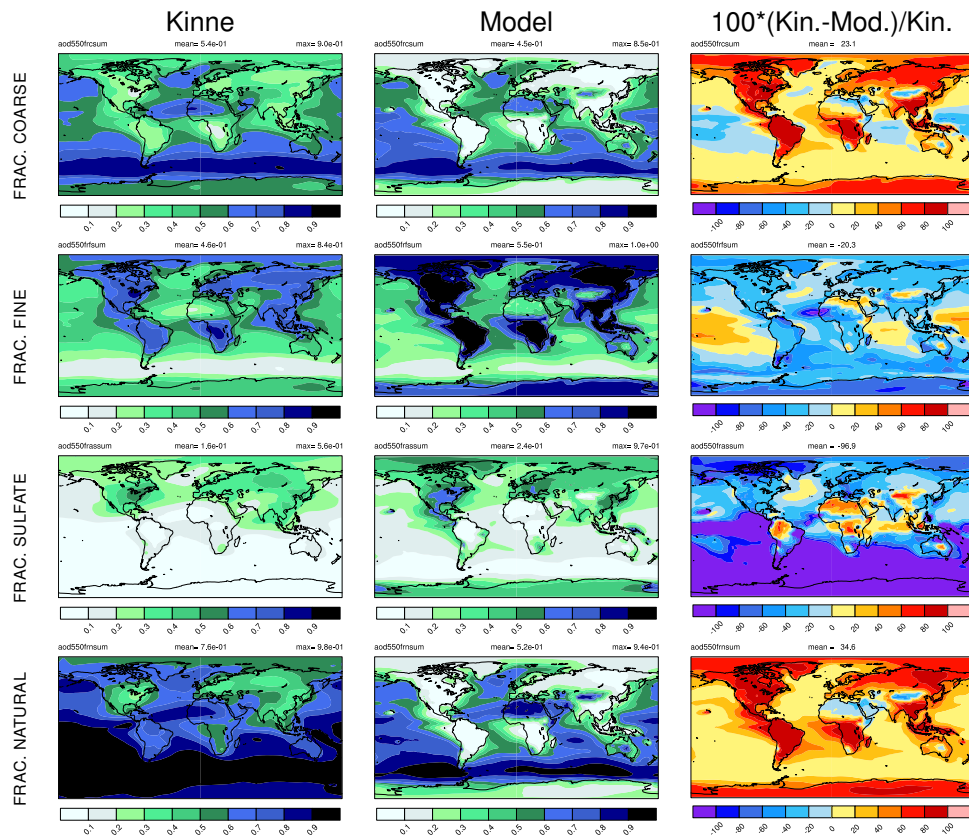 Kinne Model 100*(Kin.-Mod.)/Kin.
FRAC. COARSE
aod550frcsum mean= 5.4e-01 max= 9.0e-01
aod550frcsum mean= 4.5e-01 max= 8.5e-01
aod550frcsum mean = 23.1
0.1 0.2 0.3 0.4 0.5 0.6 0.7 0.8 0.9
0.1 0.2 0.3 0.4 0.5 0.6 0.7 0.8 0.9
-100 -80 -60 -40 -20 0 20 40 60 80 100
FRAC. FINE
aod550frfsum mean= 4.6e-01 max= 8.4e-01
aod550frfsum mean= 5.5e-01 max= 1.0e+00
aod550frfsum mean = -20.3
0.1 0.2 0.3 0.4 0.5 0.6 0.7 0.8 0.9
0.1 0.2 0.3 0.4 0.5 0.6 0.7 0.8 0.9
-100 -80 -60 -40 -20 0 20 40 60 80 100
FRAC. SULFATE
aod550frassum mean= 1.6e-01 max= 5.6e-01
aod550frassum mean= 2.4e-01 max= 9.7e-01
aod550frassum mean = -96.9
0.1 0.2 0.3 0.4 0.5 0.6 0.7 0.8 0.9
0.1 0.2 0.3 0.4 0.5 0.6 0.7 0.8 0.9
-100 -80 -60 -40 -20 0 20 40 60 80 100
FRAC. NATURAL
aod550frnsum mean= 7.6e-01 max= 9.8e-01
aod550frnsum mean= 5.2e-01 max= 9.4e-01
aod550frnsum mean = 34.6
0.1 0.2 0.3 0.4 0.5 0.6 0.7 0.8 0.9
0.1 0.2 0.3 0.4 0.5 0.6 0.7 0.8 0.9
-100 -80 -60 -40 -20 0 20 40 60 80 100